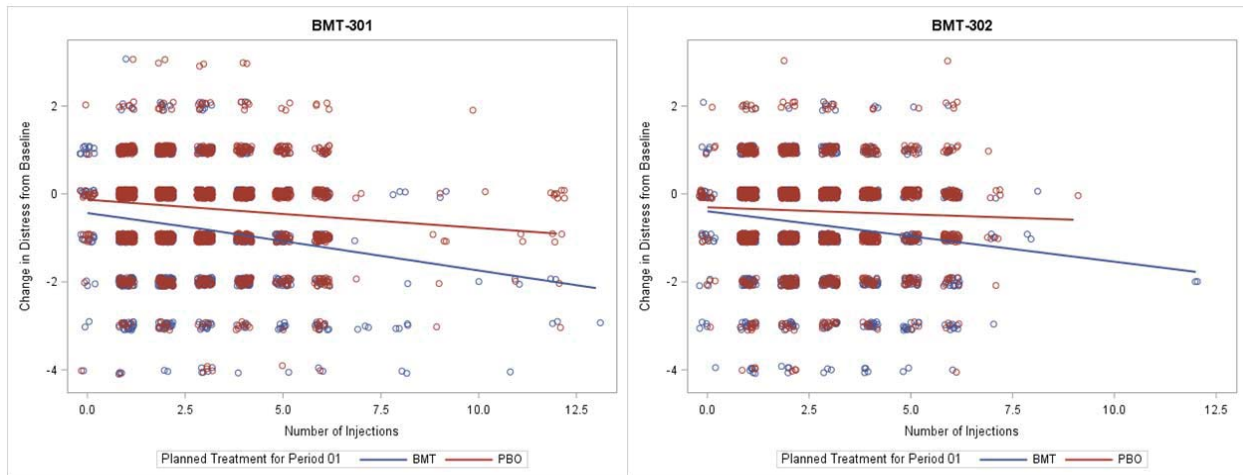 BMT-301
Change in Distress from Baseline
2
0
-2
-4
0.0 2.5 5.0 7.5 10.0 12.5
Number of Injections
Planned Treatment for Period 01 BMT PBO
BMT-302
Change in Distress from Baseline
2
0
-2
-4
0.0 2.5 5.0 7.5 10.0 12.5
Number of Injections
Planned Treatment for Period 01 BMT PBO